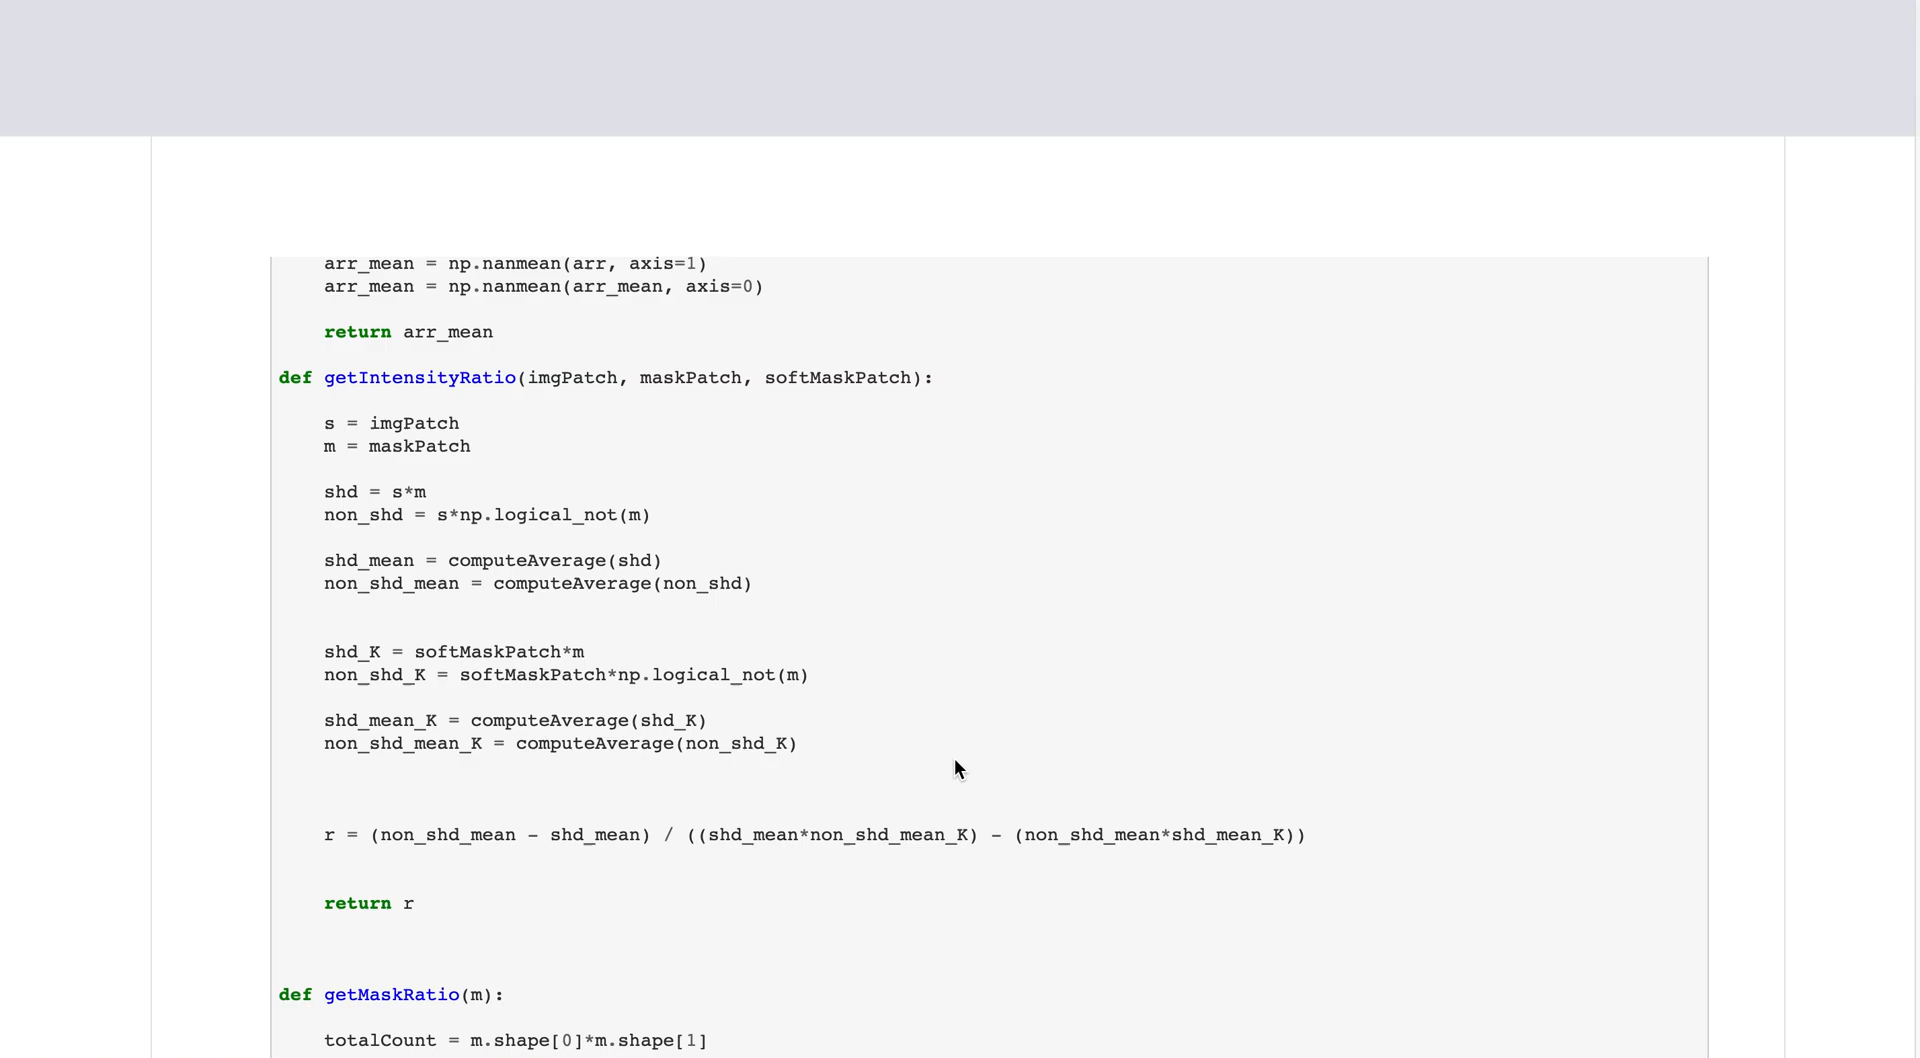 arr_mean = np.nanmean(arr, axis=1)
arr_mean = np.nanmean(arr_mean, axis=0)
return arr_mean
def getIntensityRatio(imgPatch, maskPatch, softMaskPatch):
s = imgPatch
m = maskPatch
shd = s*m
non_shd = s*np.logical_not(m)
shd_mean = computeAverage(shd)
non_shd_mean = computeAverage(non_shd)
shd_K = softMaskPatch*m
non_shd_K = softMaskPatch*np.logical_not(m)
shd_mean_K = computeAverage(shd_K)
non_shd_mean_K = computeAverage(non_shd_K)
r = (non_shd_mean - shd_mean) / ((shd_mean*non_shd_mean_K) - (non_shd_mean*shd_mean_K))
return r
def getMaskRatio(m):
totalCount = m.shape[0]*m.shape[1]